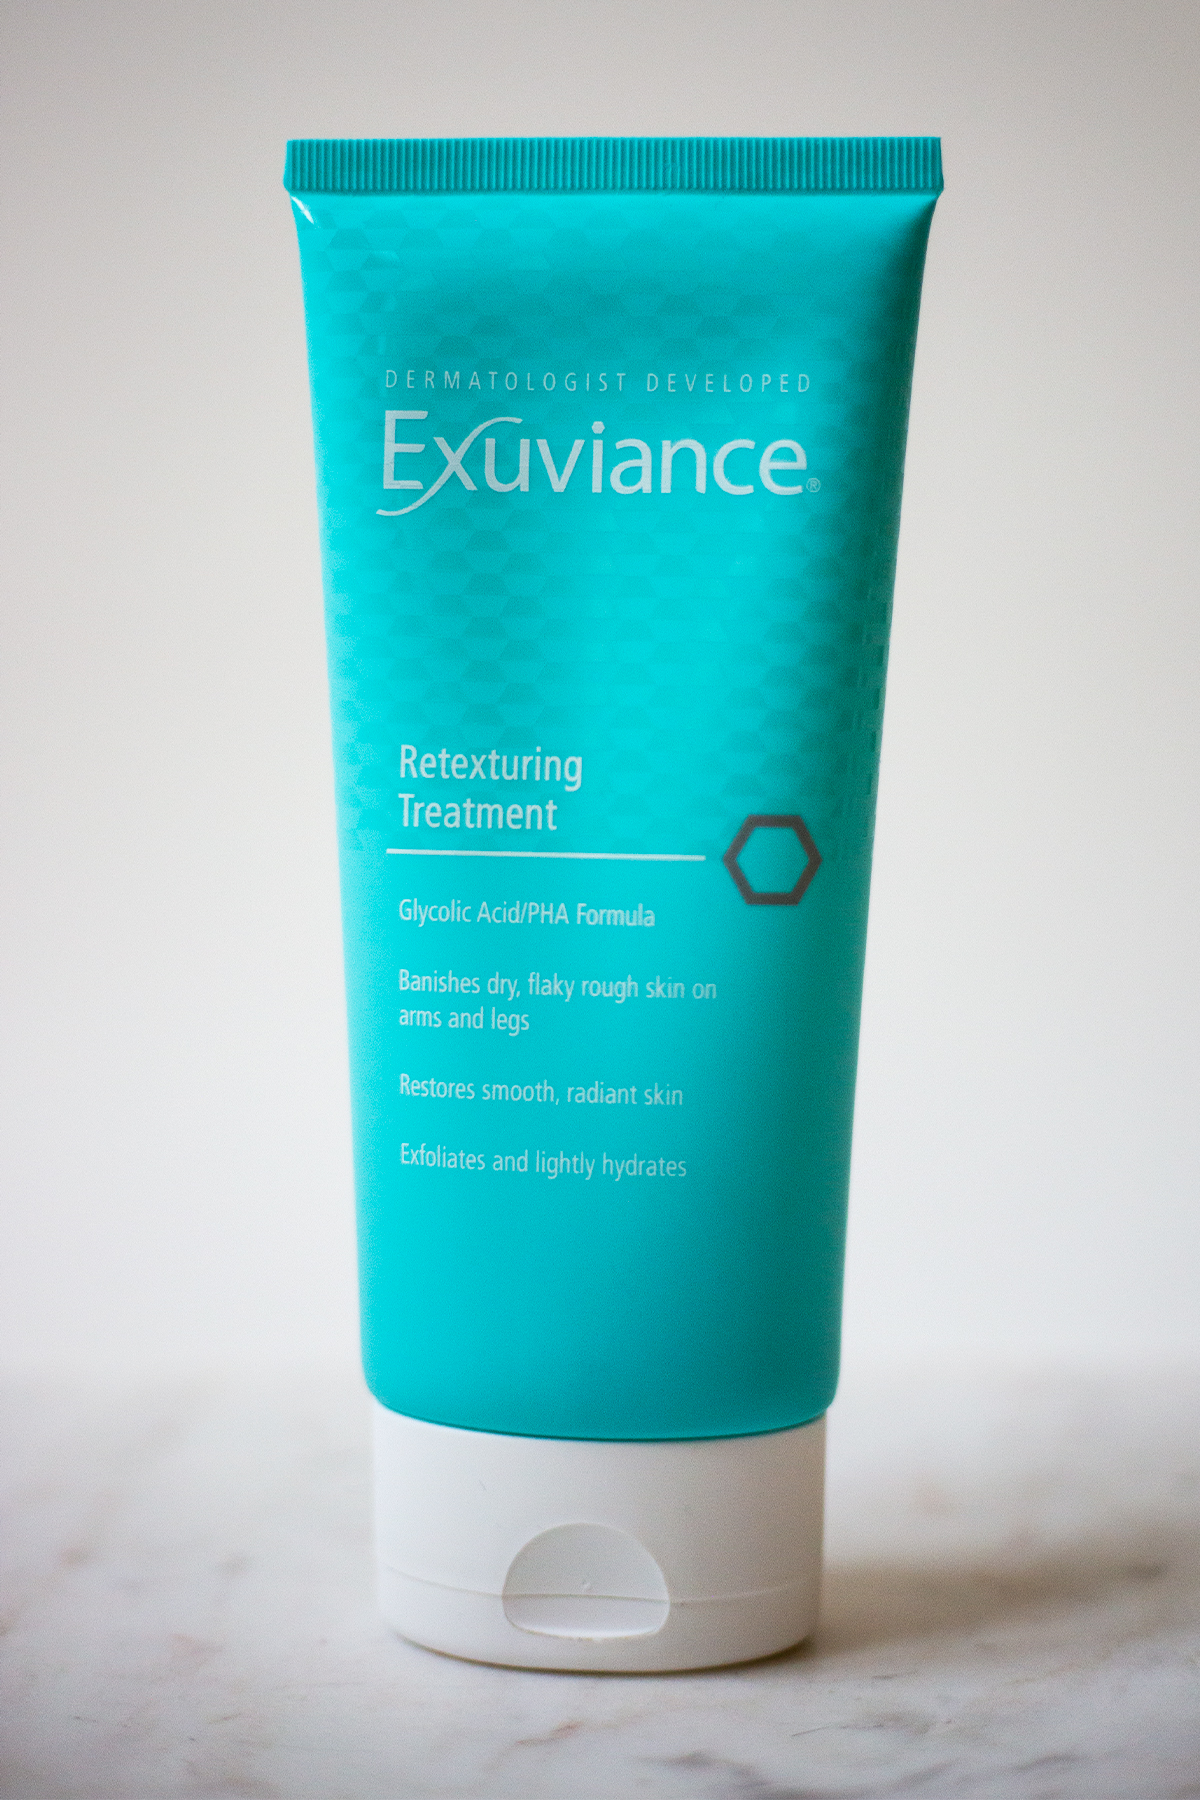 DERMATOLOGIST DEVELOPED
Exuviance®
Retexturing
Treatment
Glycolic Acid/PHA Formula
Banishes dry, flaky rough skin on
arms and legs
Restores smooth, radiant skin
Exfoliates and lightly hydrates